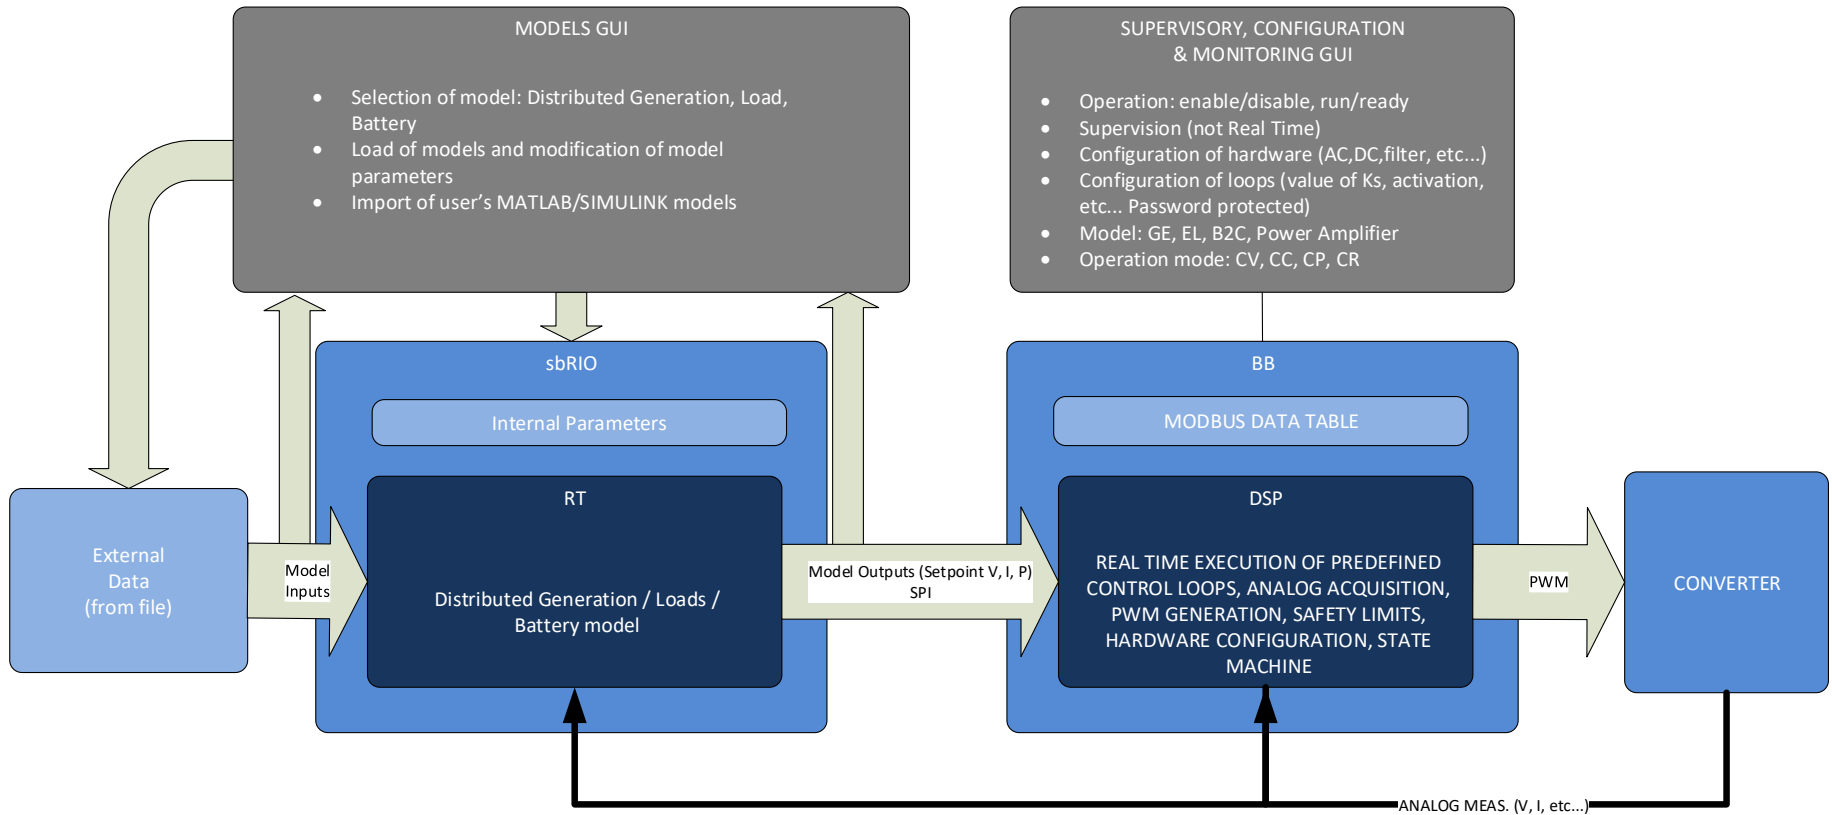 MODELS GUI
• Selection of model: Distributed Generation, Load,
Battery
• Load of models and modification of model
parameters
• Import of user's MATLAB/SIMULINK models
SUPERVISORY, CONFIGURATION
& MONITORING GUI
• Operation: enable/disable, run/ready
• Supervision (not Real Time)
• Configuration of hardware (AC,DC,filter, etc...)
• Configuration of loops (value of Ks, activation,
etc... Password protected)
• Model: GE, EL, B2C, Power Amplifier
• Operation mode: CV, CC, CP, CR
sbRIO
Internal Parameters
RT
Distributed Generation / Loads /
Battery model
BB
MODBUS DATA TABLE
DSP
REAL TIME EXECUTION OF PREDEFINED
CONTROL LOOPS, ANALOG ACQUISITION,
PWM GENERATION, SAFETY LIMITS,
HARDWARE CONFIGURATION, STATE
MACHINE
External
Data
(from file)
Model
Inputs
Model Outputs (Setpoint V, I, P)
SPI
PWM
CONVERTER
ANALOG MEAS. (V, I, etc...)